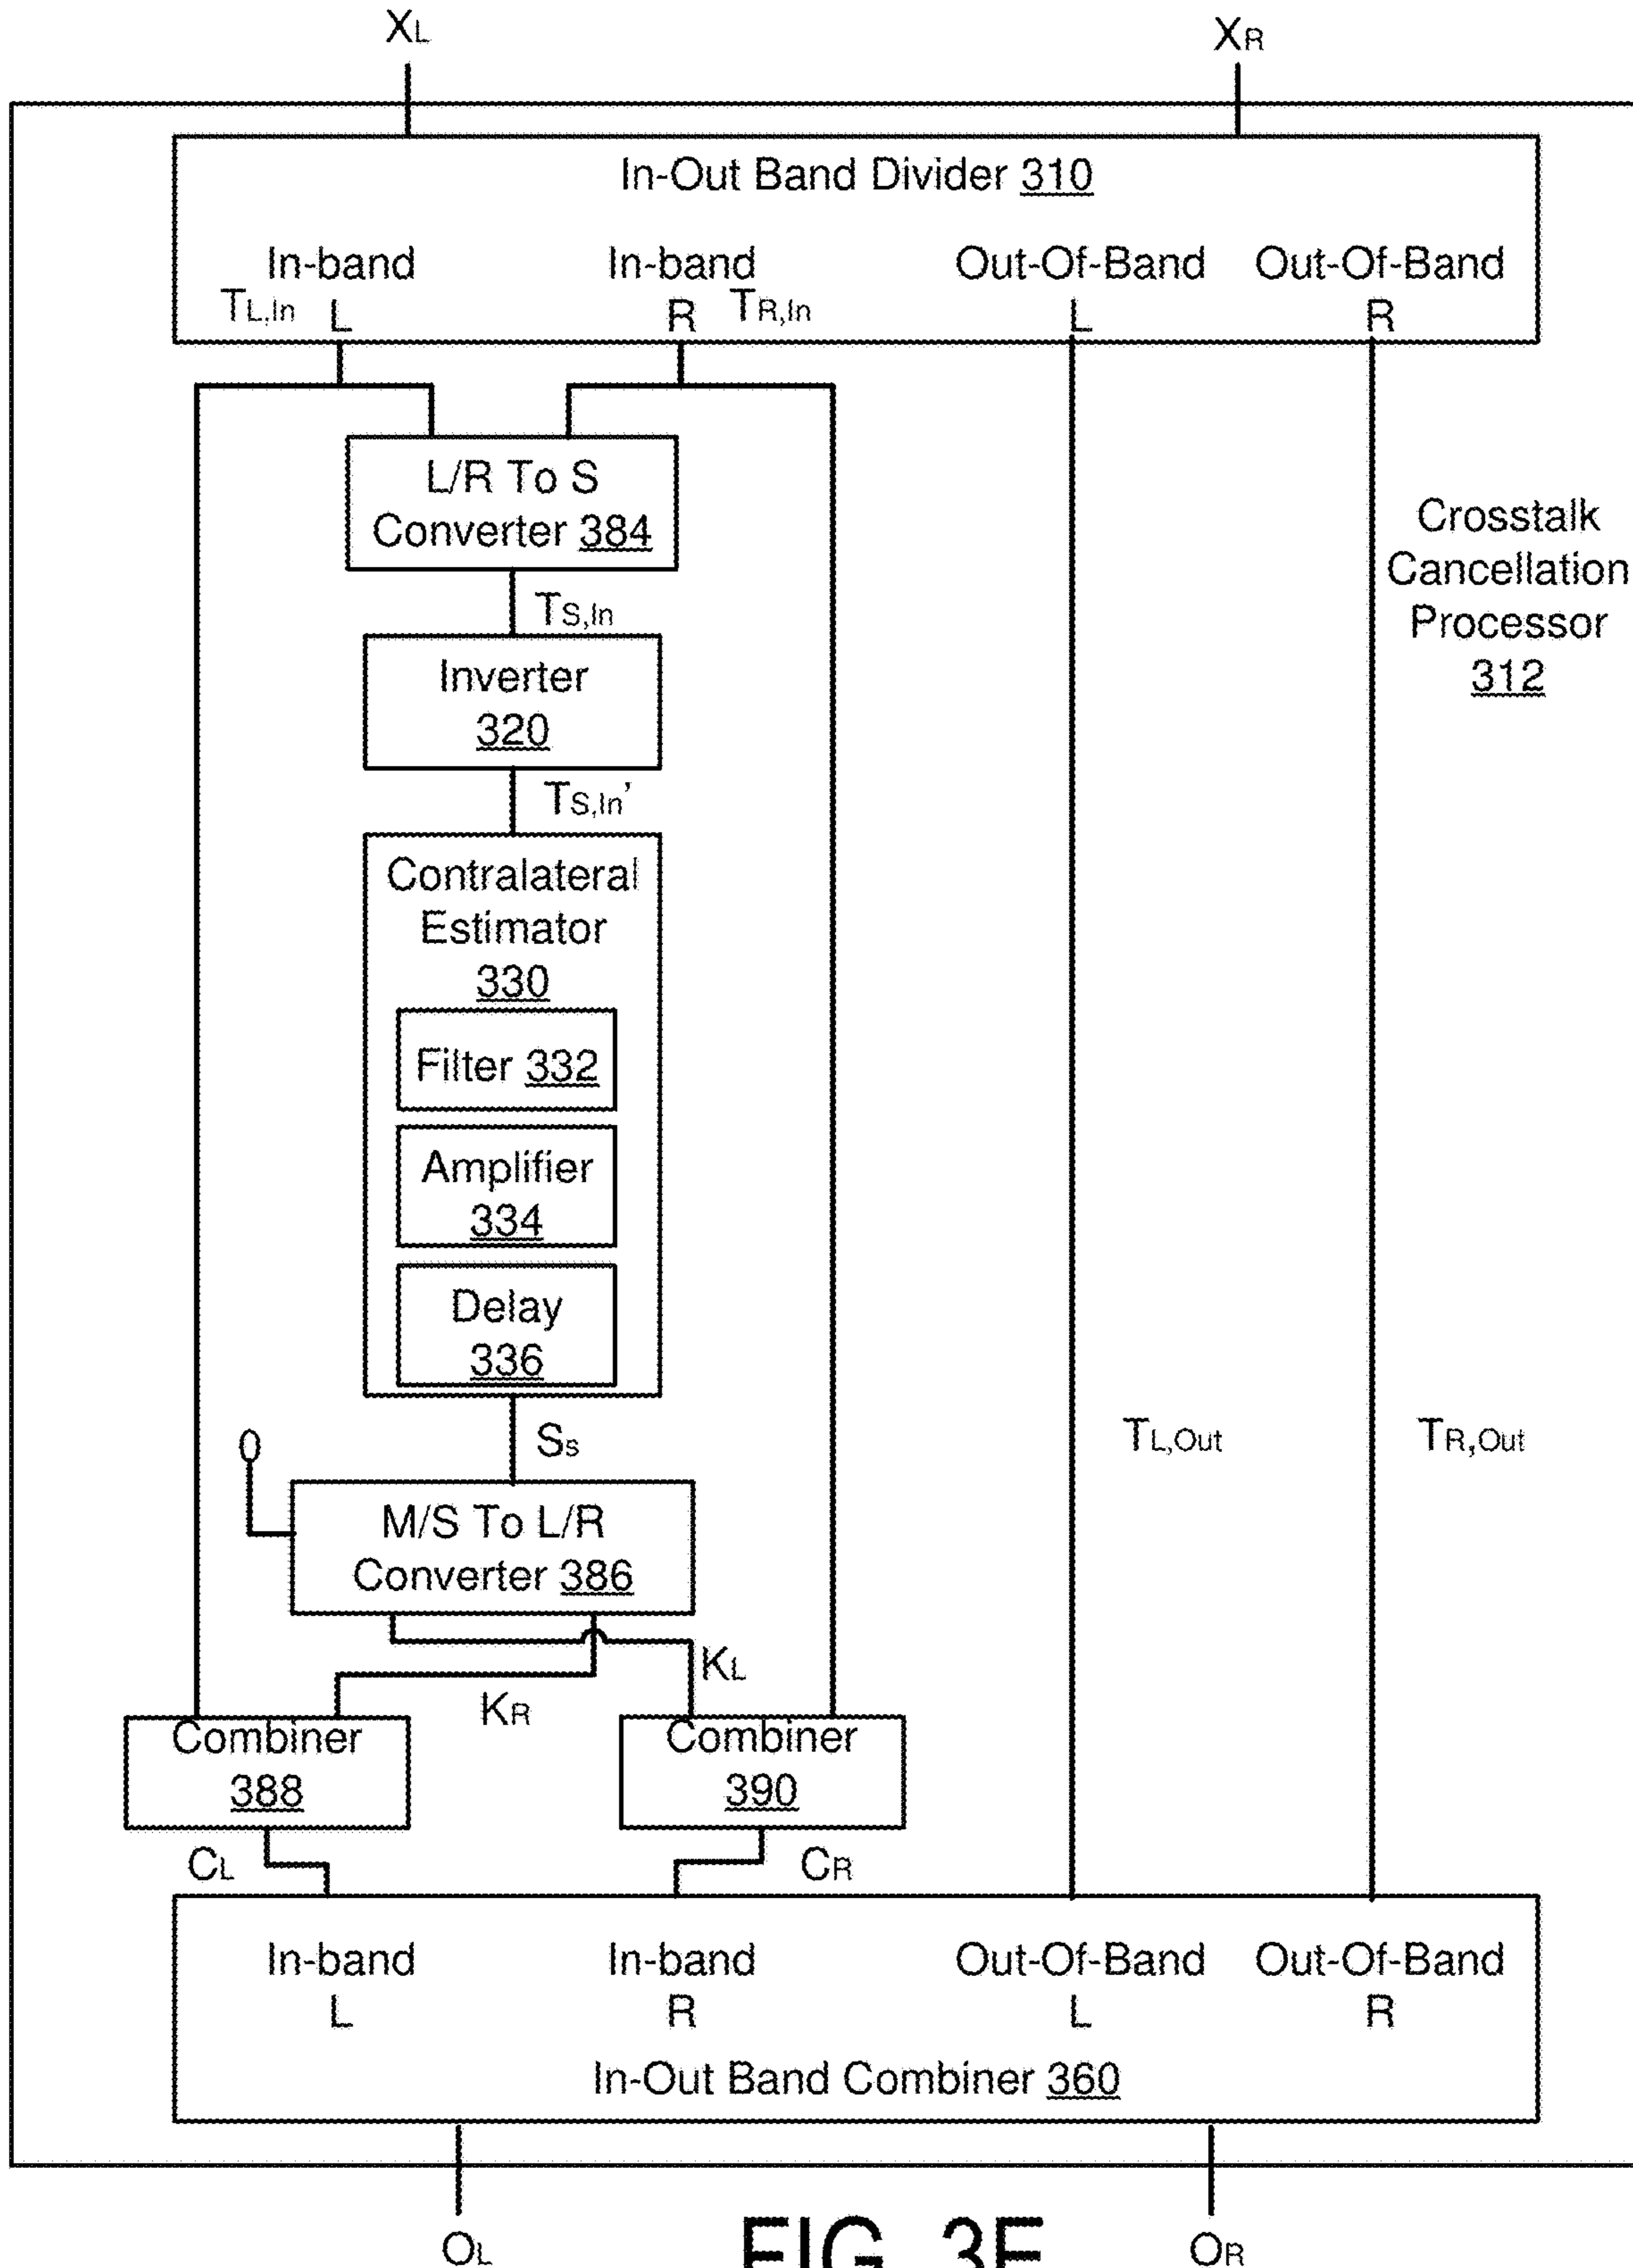 XL XR
In-Out Band Divider 310
In-band In-band Out-Of-Band Out-Of-Band
TL,In L R TR,In L R
L/R To S
Converter 384
Crosstalk
Cancellation
Processor
312
TS,In
Inverter
320
TS,In'
Contralateral
Estimator
330
Filter 332
Amplifier
334
Delay
336
0 Ss TL,Out TR,Out
M/S To L/R
Converter 386
KL
KR
Combiner
388
Combiner
390
CL CR
In-band In-band Out-Of-Band Out-Of-Band
L R L R
In-Out Band Combiner 360
OL OR